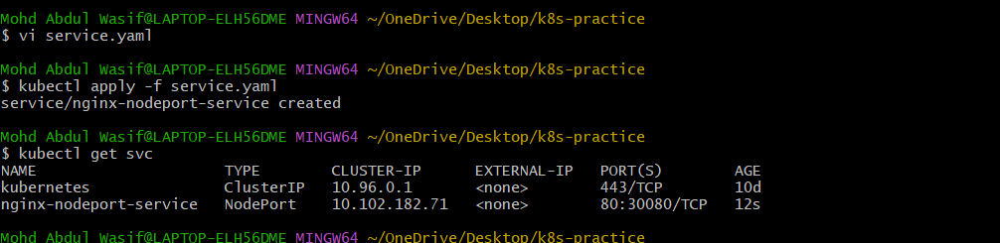 Mohd Abdul Wasif@LAPTOP-ELH56DME MINGW64 ~/OneDrive/Desktop/k8s-practice
$ vi service.yaml
Mohd Abdul Wasif@LAPTOP-ELH56DME MINGW64 ~/OneDrive/Desktop/k8s-practice
$ kubectl apply -f service.yaml
service/nginx-nodeport-service created
Mohd Abdul Wasif@LAPTOP-ELH56DME MINGW64 ~/OneDrive/Desktop/k8s-practice
$ kubectl get svc
NAME TYPE CLUSTER-IP EXTERNAL-IP PORT(S) AGE
kubernetes ClusterIP 10.96.0.1 <none> 443/TCP 10d
nginx-nodeport-service NodePort 10.102.182.71 <none> 80:30080/TCP 12s
Mohd Abdul Wasif@LAPTOP-ELH56DME MINGW64 ~/OneDrive/Desktop/k8s-practice